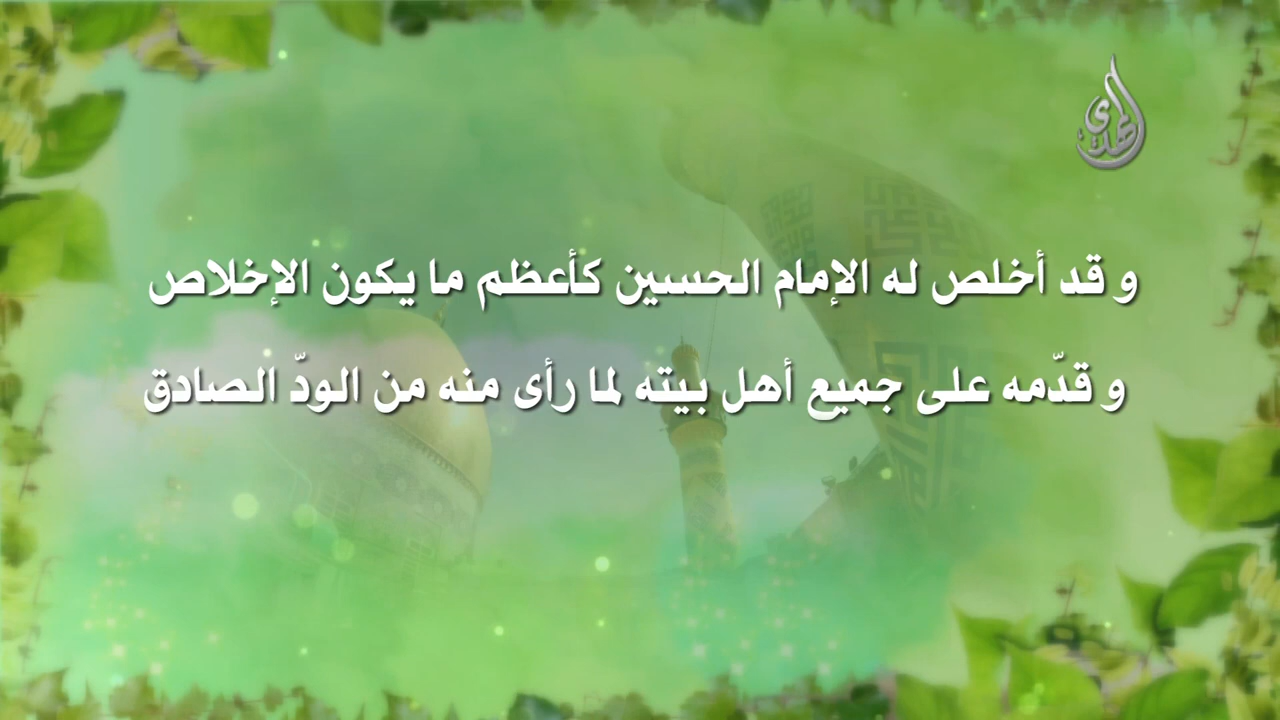 الهدى
و قد أخلص له الإمام الحسين كأعظم ما يكون الإخلاص
و قدّمه على جميع أهل بيته لما رأى منه من الودّ الصادق